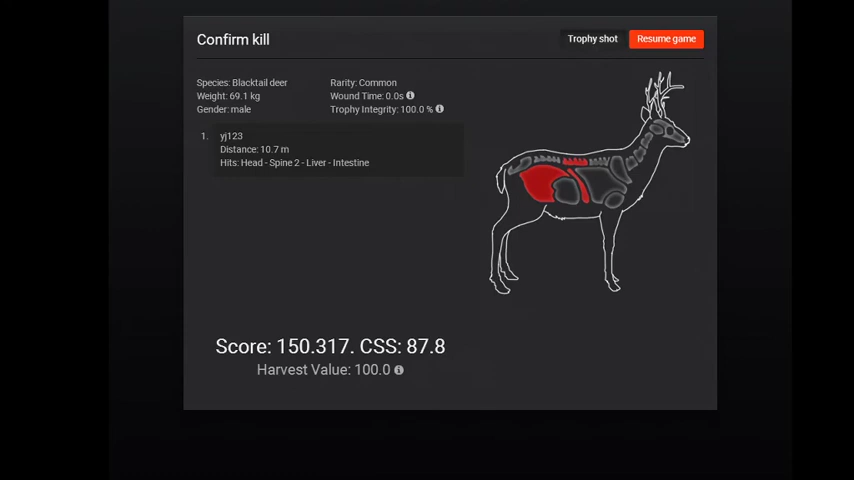 Confirm kill
Trophy shot
Resume game
Species: Blacktail deer
Rarity: Common
Weight: 69.1 kg
Wound Time: 0.0s
Gender: male
Trophy Integrity: 100.0 %
1. yj123
Distance: 10.7 m
Hits: Head - Spine 2 - Liver - Intestine
Score: 150.317. CSS: 87.8
Harvest Value: 100.0